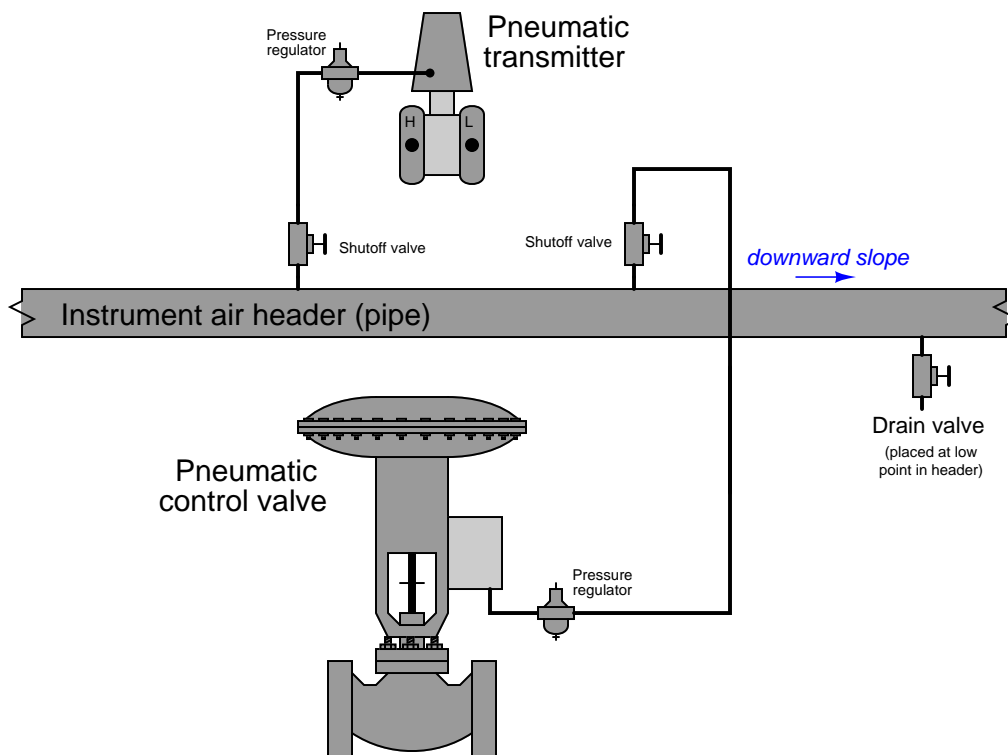 Pressure
regulator
Pneumatic
transmitter
H
L
Shutoff valve
Shutoff valve
downward slope
Instrument air header (pipe)
Drain valve
(placed at low
point in header)
Pneumatic
control valve
Pressure
regulator